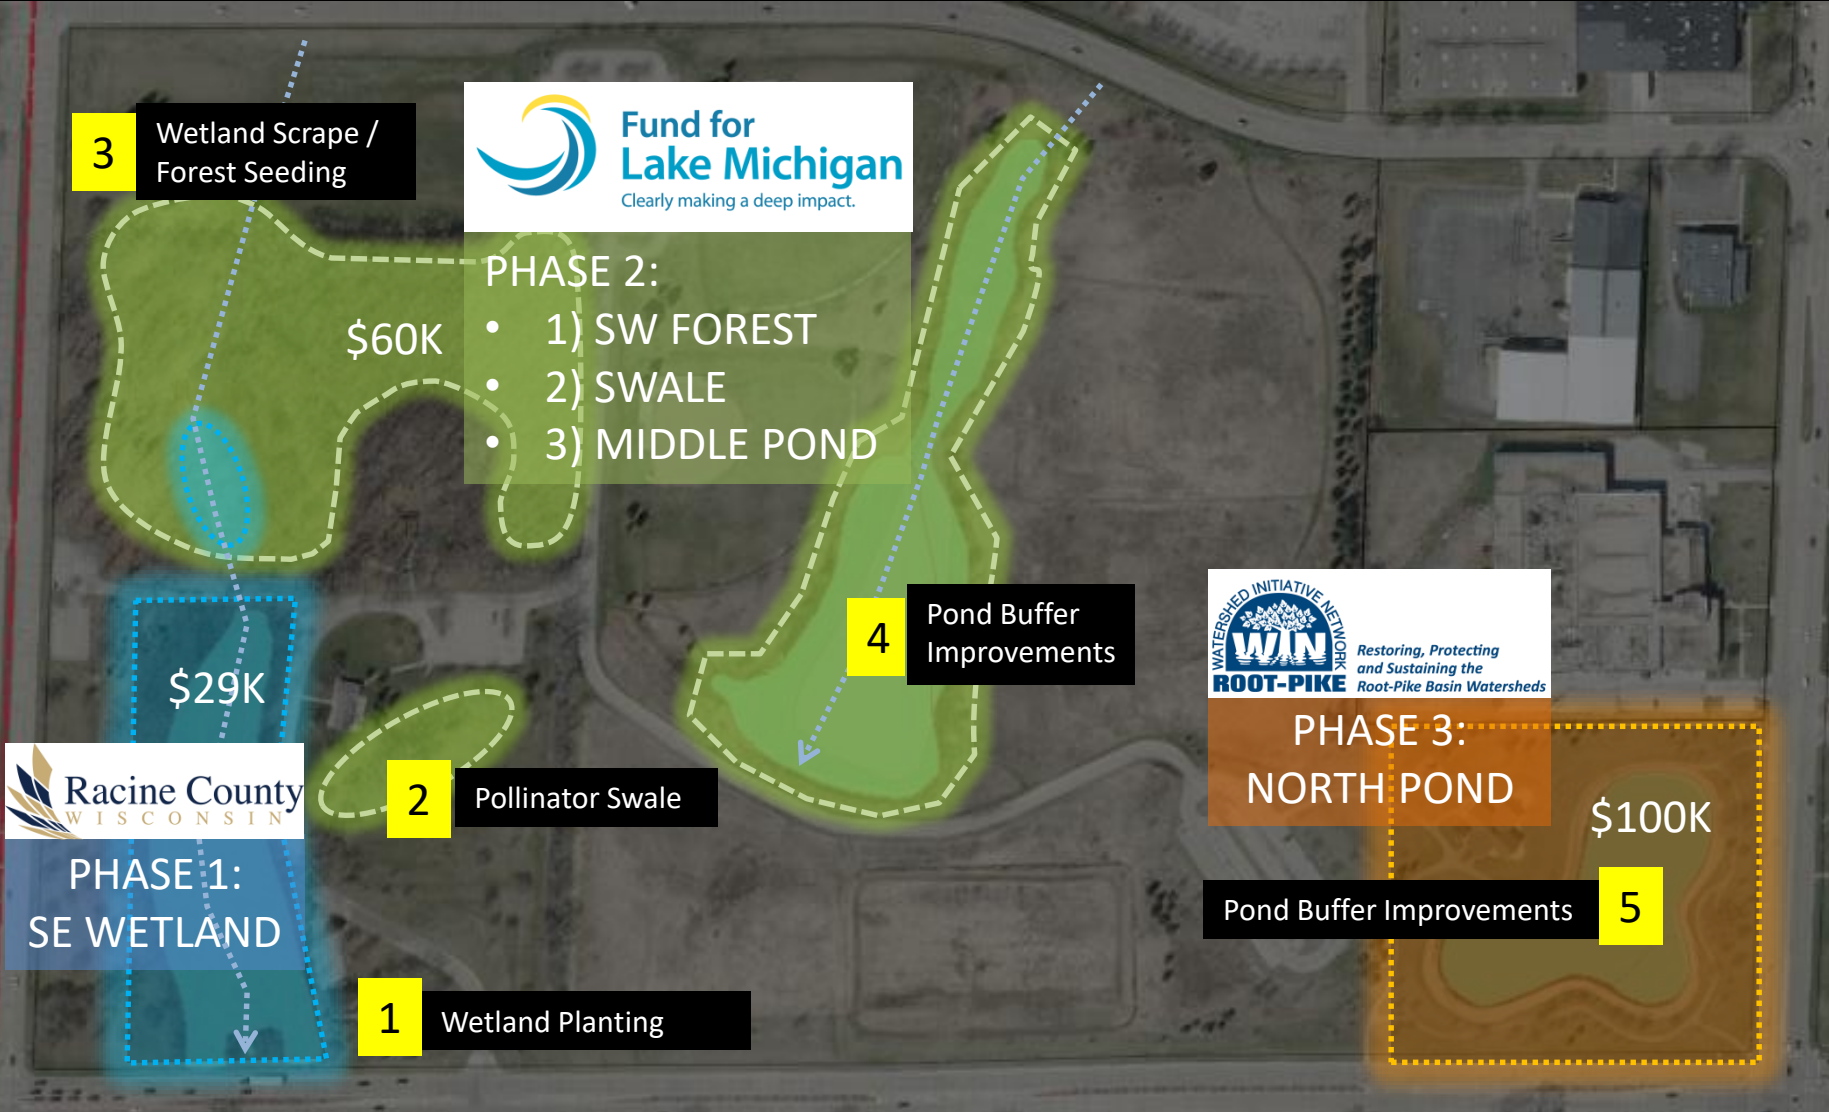 3
Wetland Scrape /
Forest Seeding
Fund for
Lake Michigan
Clearly making a deep impact.
PHASE 2:
• 1) SW FOREST
• 2) SWALE
• 3) MIDDLE POND
$60K
4
Pond Buffer
Improvements
WATERSHED INITIATIVE NETWORK
WIN
ROOT-PIKE
Restoring, Protecting
and Sustaining the
Root-Pike Basin Watersheds
PHASE 3:
NORTH POND
$100K
Pond Buffer Improvements
5
$29K
Racine County
WISCONSIN
PHASE 1:
SE WETLAND
2
Pollinator Swale
1
Wetland Planting